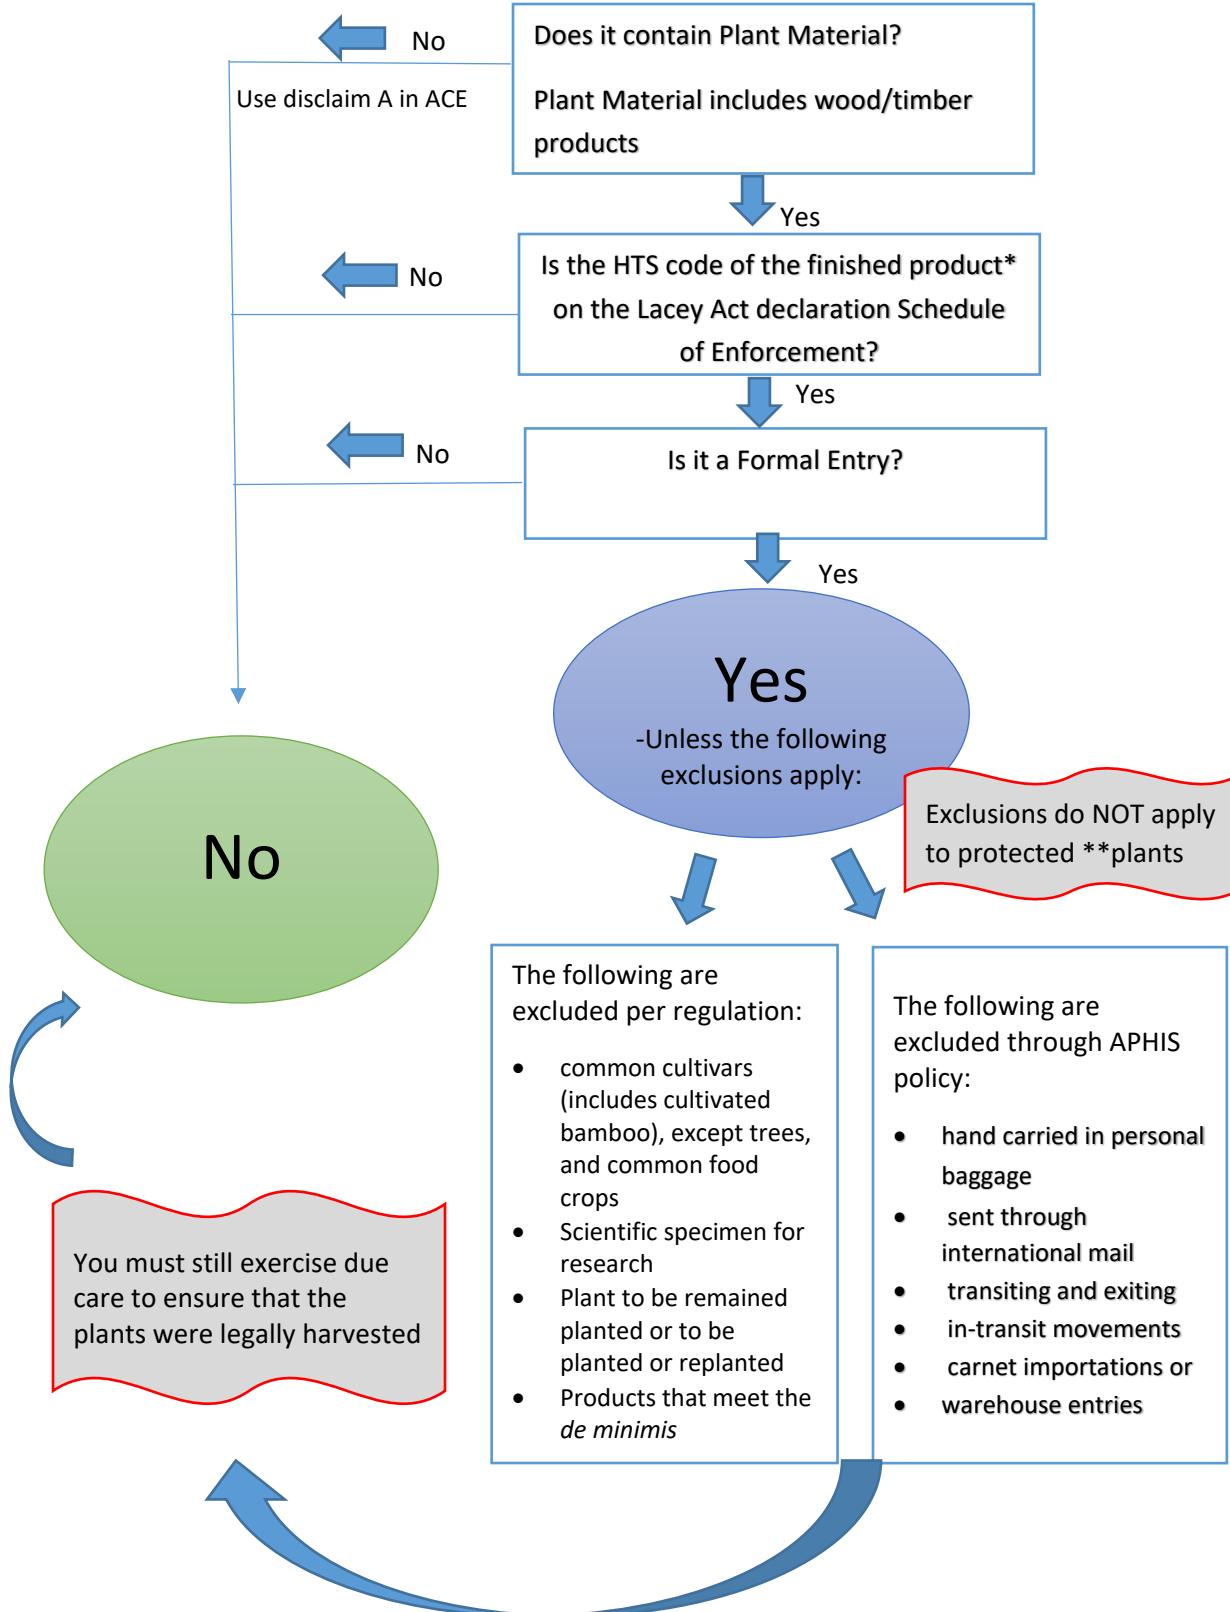 No
Does it contain Plant Material?
Use disclaim A in ACE
Plant Material includes wood/timber
products
Yes
No
Is the HTS code of the finished product*
on the Lacey Act declaration Schedule
of Enforcement?
Yes
No
Is it a Formal Entry?
Yes
Yes
-Unless the following
exclusions apply:
Exclusions do NOT apply
to protected **plants
No
The following are
excluded per regulation:
• common cultivars
(includes cultivated
bamboo), except trees,
and common food
crops
• Scientific specimen for
research
• Plant to be remained
planted or to be
planted or replanted
• Products that meet the
de minimis
The following are
excluded through APHIS
policy:
• hand carried in personal
baggage
• sent through
international mail
• transiting and exiting
• in-transit movements
• carnet importations or
• warehouse entries
You must still exercise due
care to ensure that the
plants were legally harvested